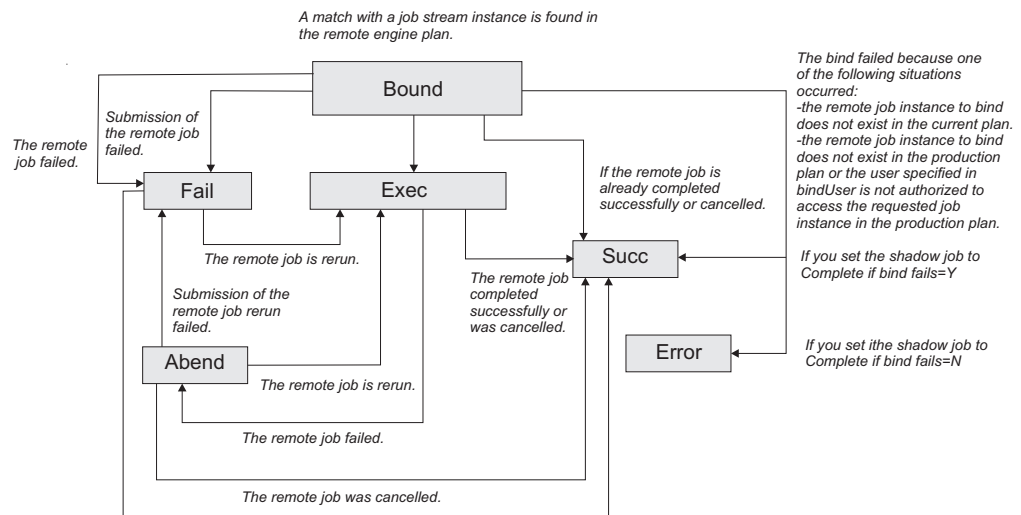 A match with a job stream instance is found in
the remote engine plan.
Bound
The bind failed because one
of the following situations
occurred:
-the remote job instance to bind
does not exist in the current plan.
-the remote job instance to bind
does not exist in the production
plan or the user specified in
bindUser is not authorized to
access the requested job
instance in the production plan.
Submission of
the remote job
failed.
The remote
job failed.
Fail
Exec
If the remote job is
already completed
successfully or cancelled.
The remote job is rerun.
Succ
If you set the shadow job to
Complete if bind fails=Y
The remote job
completed
successfully or
was cancelled.
Submission of the
remote job rerun
failed.
Abend
Error
If you set ithe shadow job to
Complete if bind fails=N
The remote job is rerun.
The remote job failed.
The remote job was cancelled.